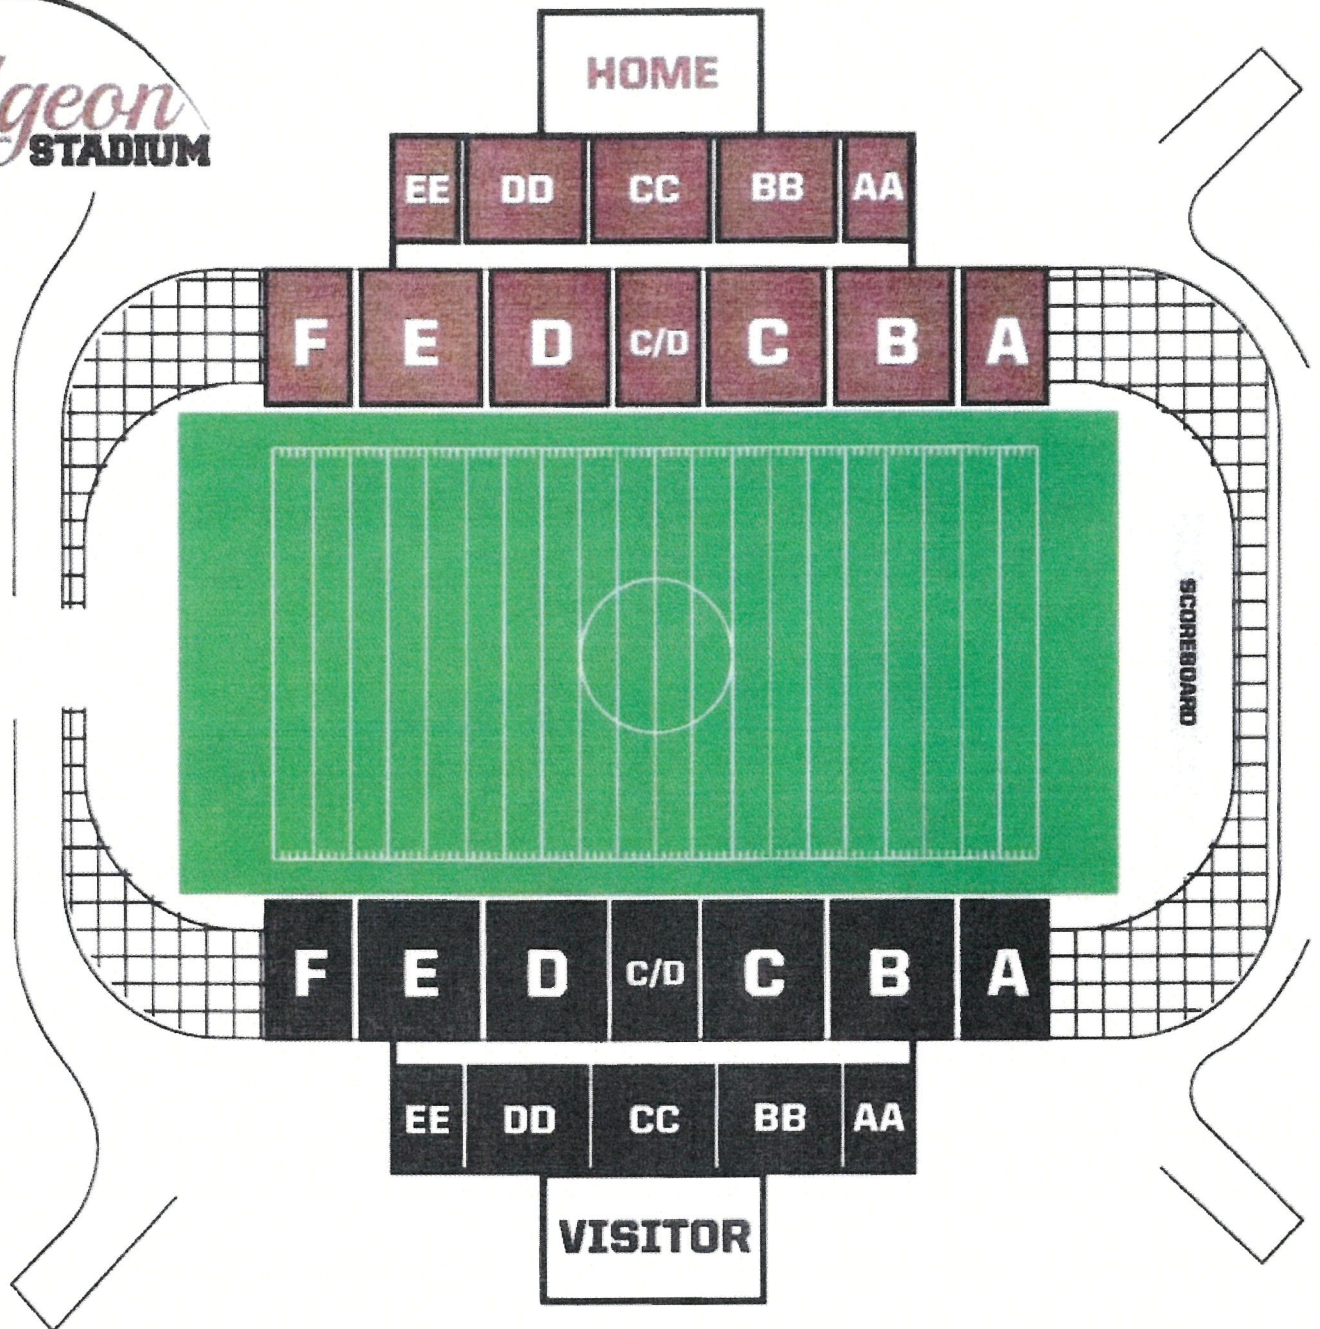 geon
STADIUM
HOME
EE DD CC BB AA
F E D C/D C B A
SCOREBOARD
F E D C/D C B A
EE DD CC BB AA
VISITOR